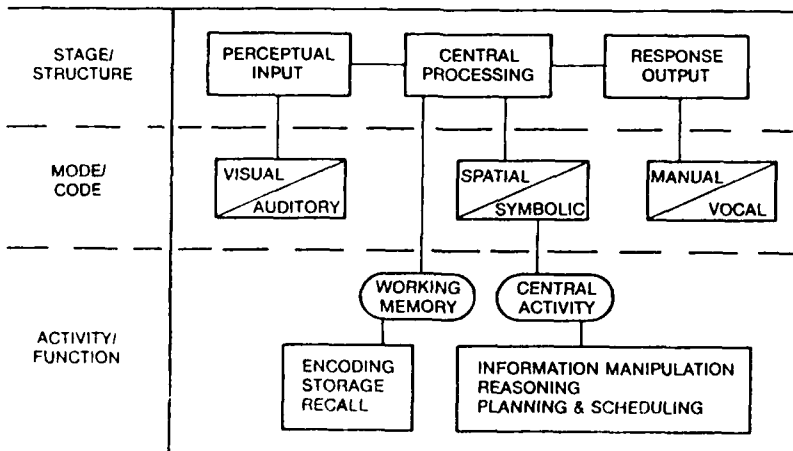 STAGE/
STRUCTURE
PERCEPTUAL
INPUT
CENTRAL
PROCESSING
RESPONSE
OUTPUT
MODE/
CODE
VISUAL
AUDITORY
SPATIAL
SYMBOLIC
MANUAL
VOCAL
ACTIVITY/
FUNCTION
WORKING
MEMORY
CENTRAL
ACTIVITY
ENCODING
STORAGE
RECALL
INFORMATION MANIPULATION
REASONING
PLANNING & SCHEDULING